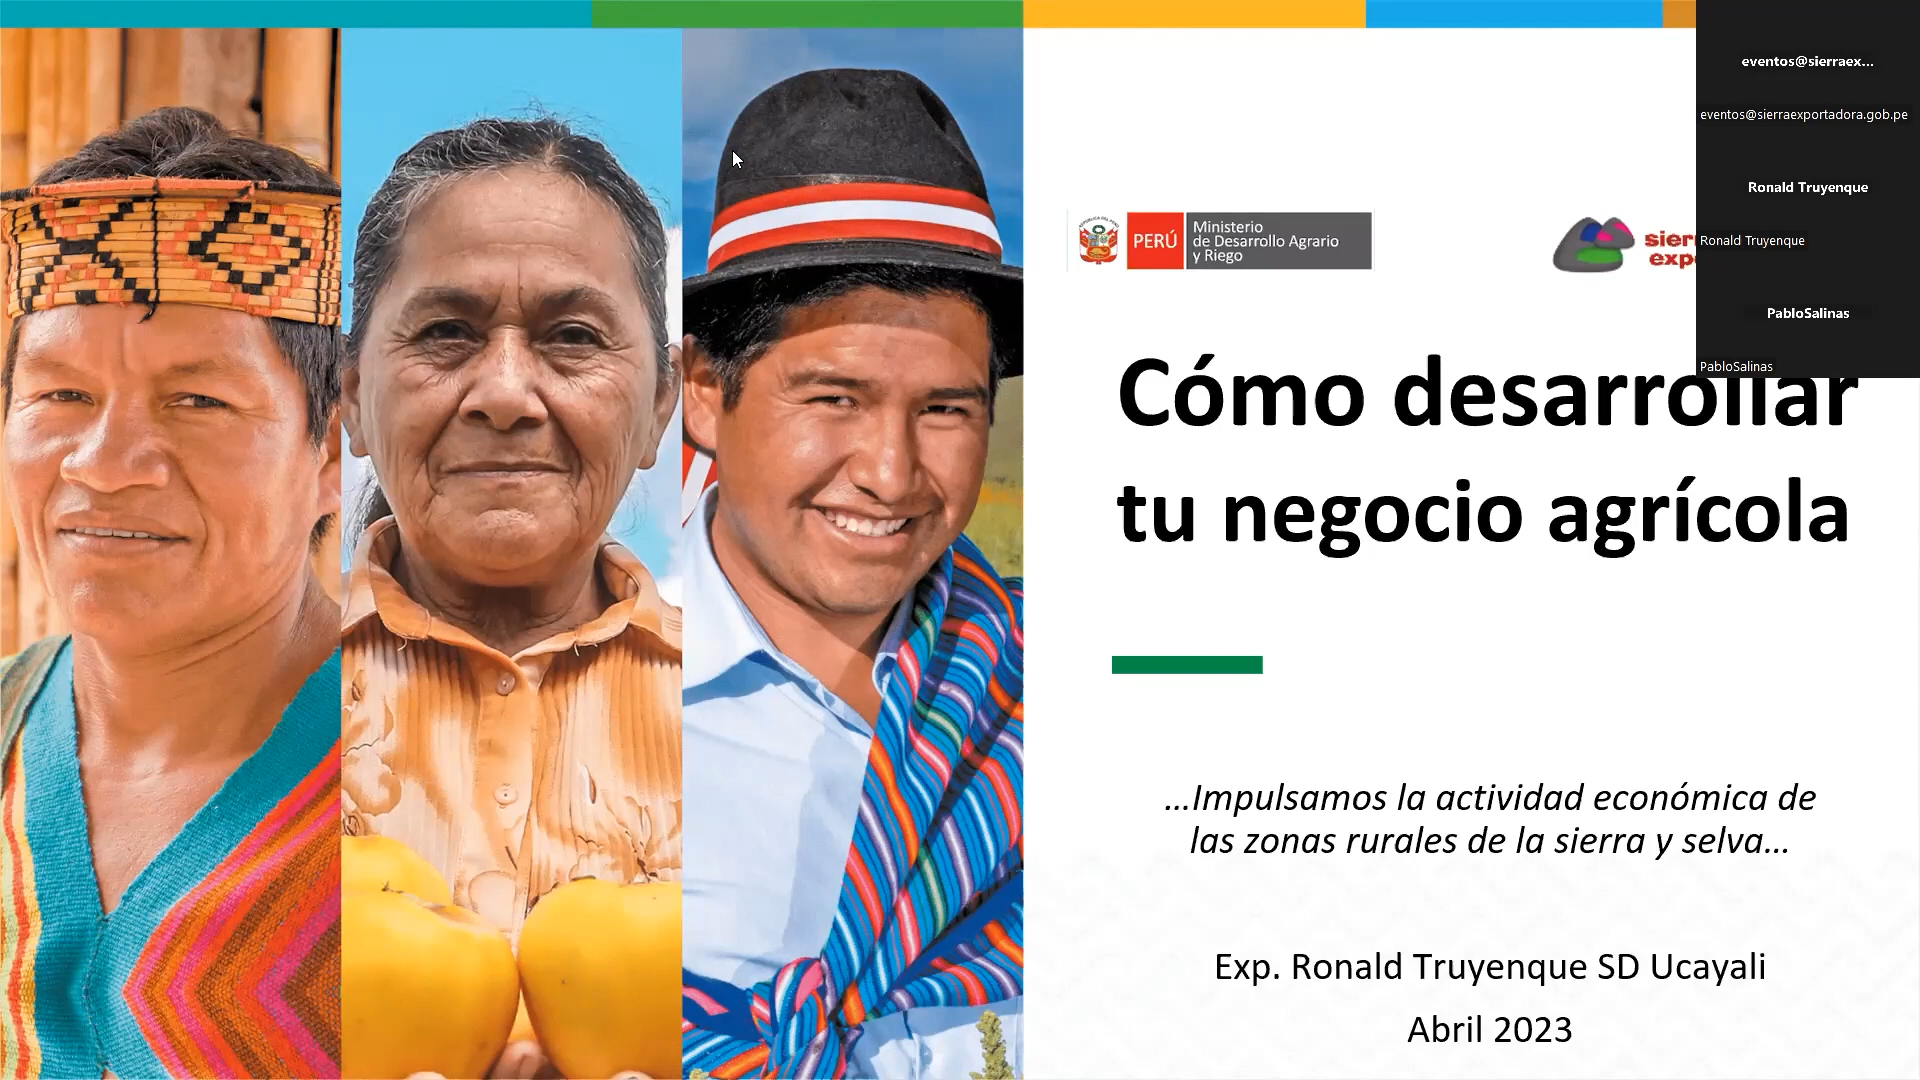 eventos@sierraex...
eventos@sierraexportadora.gob.pe
Ronald Truyenque
Ronald Truyenque
PabloSalinas
PabloSalinas
PERÚ
Ministerio
de Desarrollo Agrario
y Riego
Cómo desarrollar
tu negocio agrícola
...Impulsamos la actividad económica de
las zonas rurales de la sierra y selva...
Exp. Ronald Truyenque SD Ucayali
Abril 2023